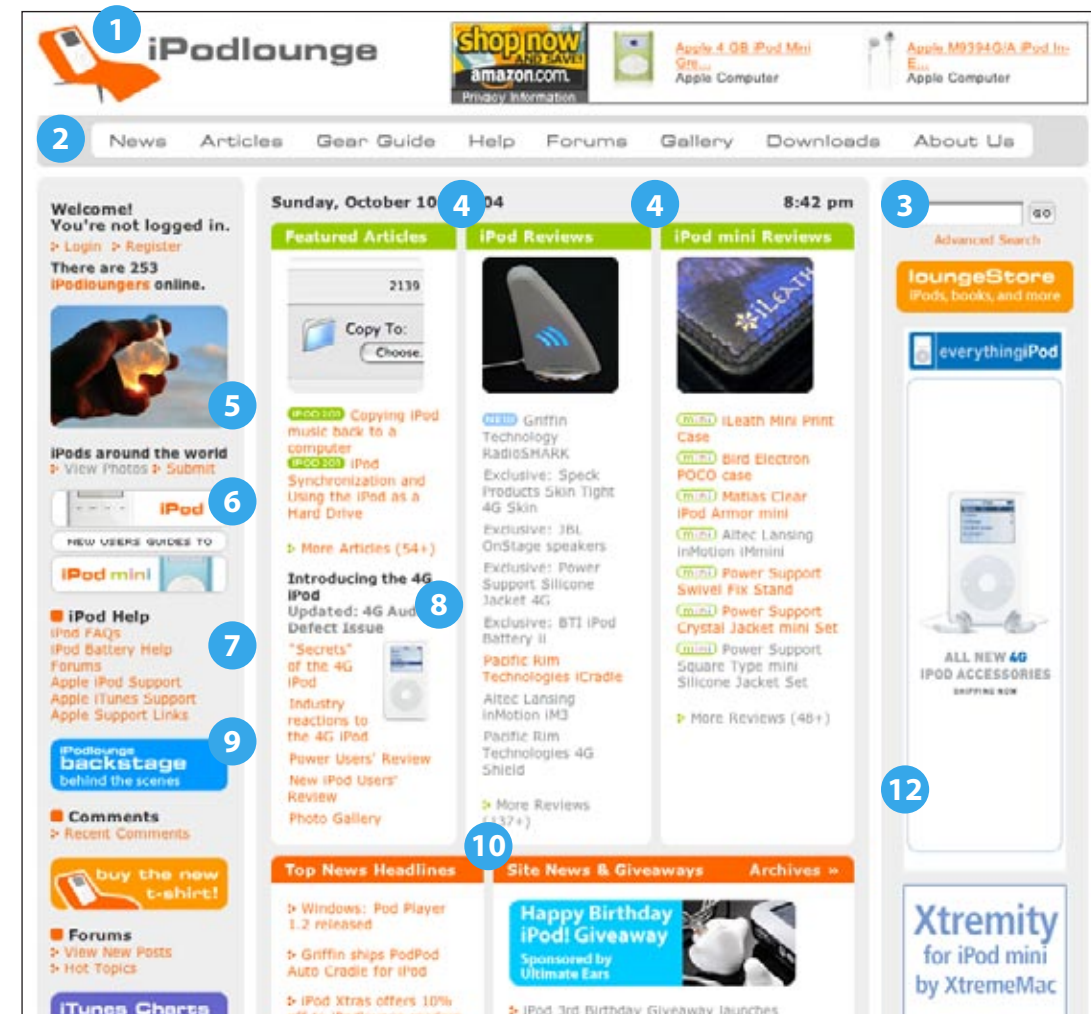 1
iPodlounge
shop now
AND SAVE!
amazon.com.
Privacy Information
Apple 4 GB iPod Mini
Gre...
Apple Computer
Apple M9394G/A iPod In-
E...
Apple Computer
2
News Articles Gear Guide Help Forums Gallery Downloads About Us
Welcome!
You're not logged in.
Login Register
There are 253
iPodloungers online.
5
iPods around the world
View Photos Submit
6
iPod
NEW USERS GUIDES TO
iPod mini
iPod Help
7
iPod FAQs
iPod Battery Help
Forums
Apple iPod Support
Apple iTunes Support
Apple Support Links
9
iPodlounge
backstage
behind the scenes
Comments
Recent Comments
buy the new
t-shirt!
Forums
View New Posts
Hot Topics
iTunes Charts
Sunday, October 10 4 04 4 8:42 pm
Featured Articles
2139
Copy To:
Choose.
iPOD 201 Copying iPod
music back to a
computer
iPOD 201 iPod
Synchronization and
Using the iPod as a
Hard Drive
More Articles (54+)
Introducing the 4G
iPod
8
Updated: 4G Aud
Defect Issue
"Secrets"
of the 4G
iPod
Industry
reactions to
the 4G iPod
Power Users' Review
New iPod Users'
Review
Photo Gallery
iPod Reviews
NEW Griffin
Technology
RadioSHARK
Exclusive: Speck
Products Skin Tight
4G Skin
Exclusive: JBL
OnStage speakers
Exclusive: Power
Support Silicone
Jacket 4G
Exclusive: BTI iPod
Battery ii
Pacific Rim
Technologies iCradle
Altec Lansing
inMotion iM3
Pacific Rim
Technologies 4G
Shield
More Reviews
(137+)
iPod mini Reviews
iLEATH
mini iLeath Mini Print
Case
mini Bird Electron
POCO case
mini Matias Clear
iPod Armor mini
mini Altec Lansing
inMotion iMmini
mini Power Support
Swivel Fix Stand
mini Power Support
Crystal Jacket mini Set
mini Power Support
Square Type mini
Silicone Jacket Set
More Reviews (48+)
10
Top News Headlines
Windows: Pod Player
1.2 released
Griffin ships PodPod
Auto Cradle for iPod
iPod Xtras offers 10%
Site News & Giveaways Archives »
Happy Birthday
iPod! Giveaway
Sponsored by
Ultimate Ears
iPod 3rd Birthday Giveaway launches
3
GO
Advanced Search
loungeStore
iPods, books, and more
everythingiPod
ALL NEW 4G
IPOD ACCESSORIES
SHIPPING NOW
12
Xtremity
for iPod mini
by XtremeMac